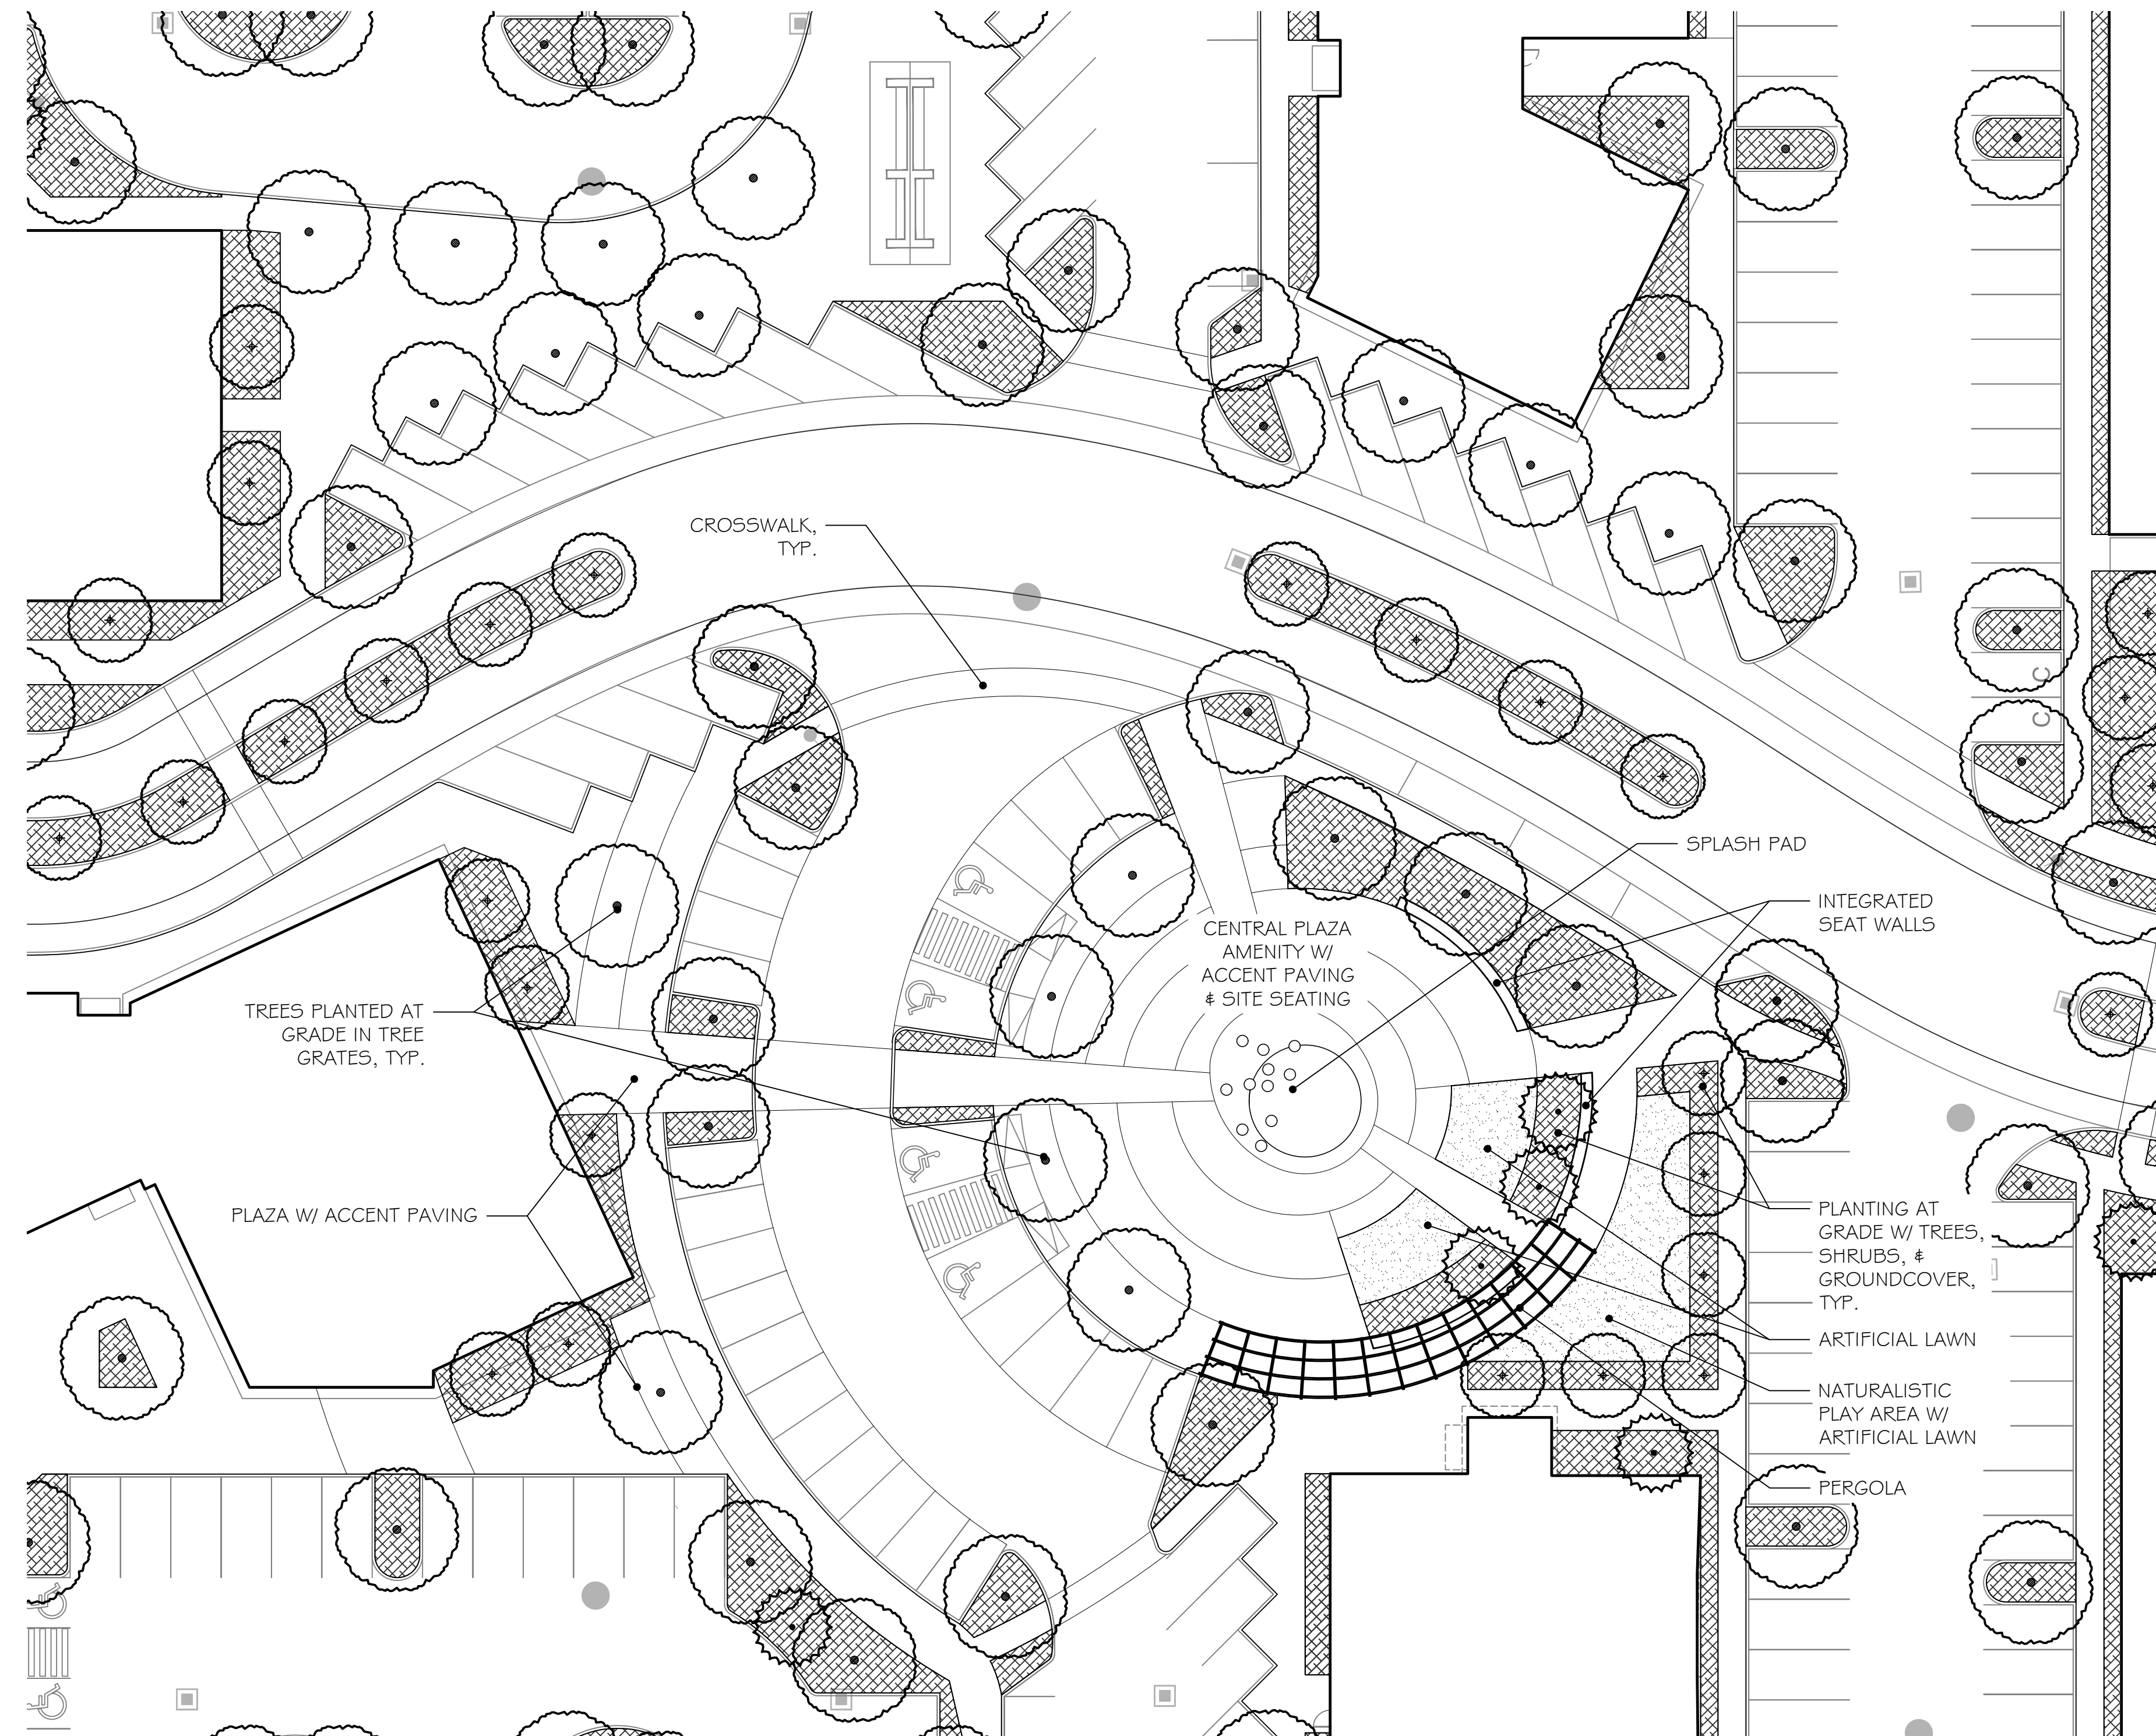 CROSSWALK,
TYP.
SPLASH PAD
INTEGRATED
SEAT WALLS
CENTRAL PLAZA
AMENITY W/
ACCENT PAVING
& SITE SEATING
TREES PLANTED AT
GRADE IN TREE
GRATES, TYP.
PLAZA W/ ACCENT PAVING
PLANTING AT
GRADE W/ TREES,
SHRUBS, &
GROUNDCOVER,
TYP.
ARTIFICIAL LAWN
NATURALISTIC
PLAY AREA W/
ARTIFICIAL LAWN
PERGOLA
C
C